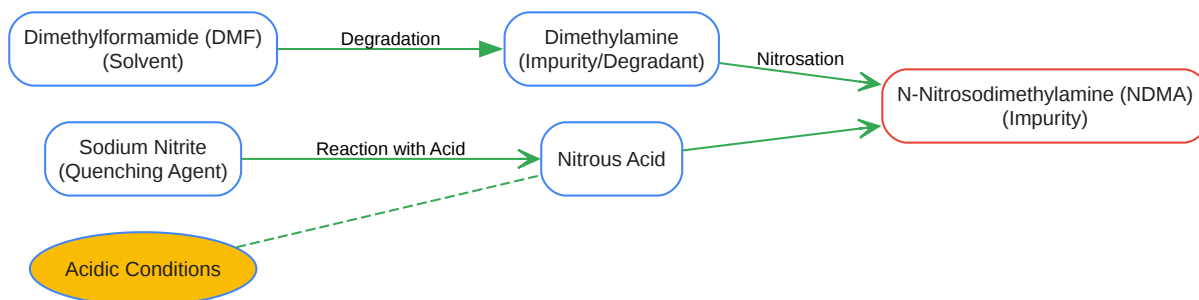 Dimethylformamide (DMF)
(Solvent)
Degradation
Dimethylamine
(Impurity/Degradant)
Nitrosation
N-Nitrosodimethylamine (NDMA)
(Impurity)
Sodium Nitrite
(Quenching Agent)
Reaction with Acid
Nitrous Acid
Acidic Conditions